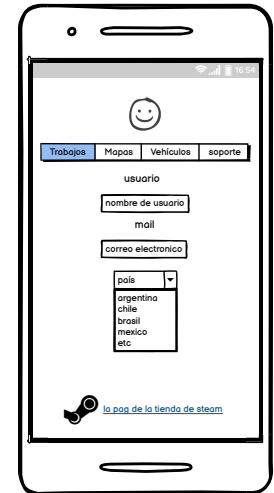 16:54
Trabajos Mapas Vehículos soporte
usuario
nombre de usuario
mail
correo electronico
país
argentina
chile
brasil
mexico
etc
la pag de la tienda de steam